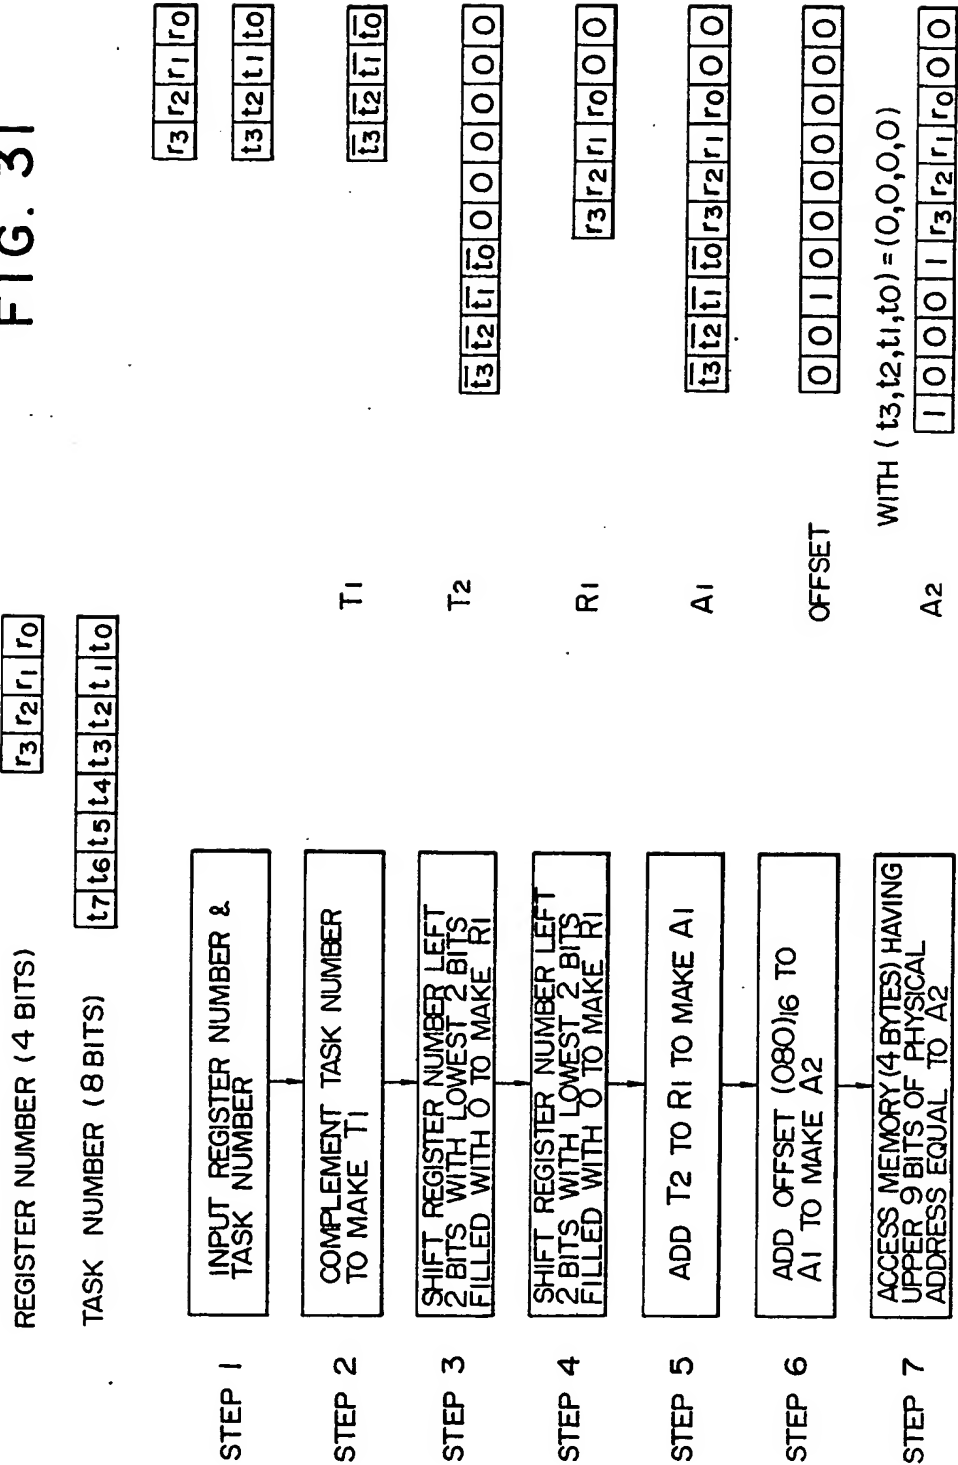 FIG. 31
REGISTER NUMBER (4 BITS)
r3 r2 r1 r0
TASK NUMBER (8 BITS)
t7 t6 t5 t4 t3 t2 t1 t0
STEP 1
INPUT REGISTER NUMBER &
TASK NUMBER
r3 r2 r1 r0
t3 t2 t1 t0
STEP 2
COMPLEMENT TASK NUMBER
TO MAKE T1
T1
t̅3 t̅2 t̅1 t̅0
STEP 3
SHIFT REGISTER NUMBER LEFT
2 BITS WITH LOWEST 2 BITS
FILLED WITH 0 TO MAKE R1
T2
t̅3 t̅2 t̅1 t̅0 0 0 0 0 0 0
STEP 4
SHIFT REGISTER NUMBER LEFT
2 BITS WITH LOWEST 2 BITS
FILLED WITH 0 TO MAKE R1
R1
r3 r2 r1 r0 0 0
STEP 5
ADD T2 TO R1 TO MAKE A1
A1
t̅3 t̅2 t̅1 t̅0 r3 r2 r1 r0 0 0
STEP 6
ADD OFFSET (080)16 TO
A1 TO MAKE A2
OFFSET
0 0 1 0 0 0 0 0 0 0
STEP 7
ACCESS MEMORY (4 BYTES) HAVING
UPPER 9 BITS OF PHYSICAL
ADDRESS EQUAL TO A2
A2
WITH (t3,t2,t1,t0)=(0,0,0,0)
1 0 0 0 1 r3 r2 r1 r0 0 0